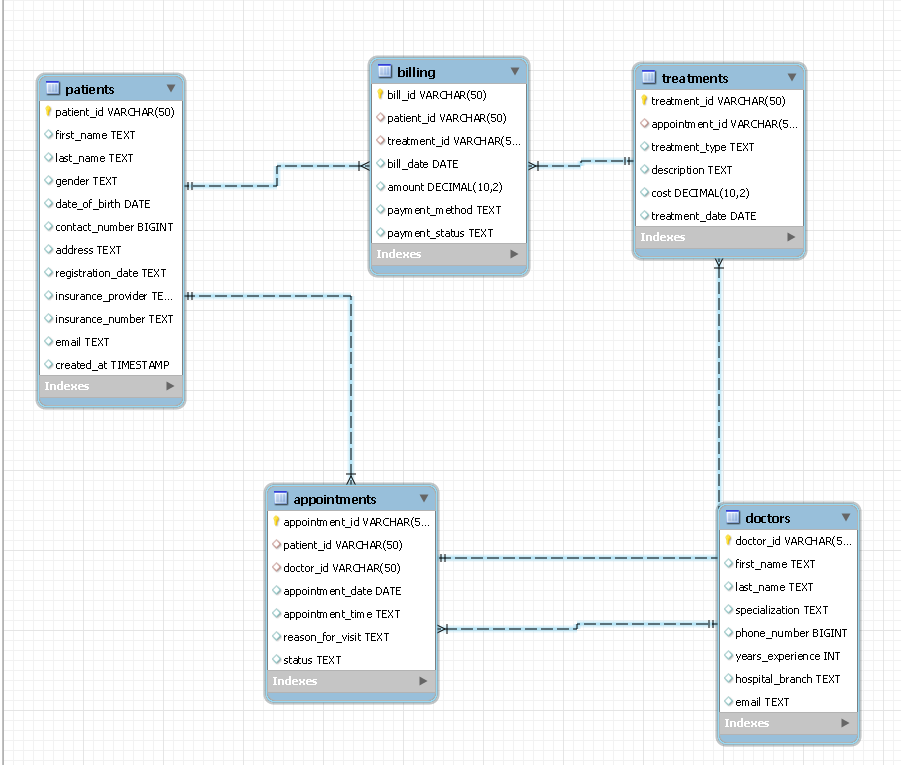 patients
patient_id VARCHAR(50)
first_name TEXT
last_name TEXT
gender TEXT
date_of_birth DATE
contact_number BIGINT
address TEXT
registration_date TEXT
insurance_provider TE...
insurance_number TEXT
email TEXT
created_at TIMESTAMP
Indexes
billing
bill_id VARCHAR(50)
patient_id VARCHAR(50)
treatment_id VARCHAR(5...
bill_date DATE
amount DECIMAL(10,2)
payment_method TEXT
payment_status TEXT
Indexes
treatments
treatment_id VARCHAR(50)
appointment_id VARCHAR(5...
treatment_type TEXT
description TEXT
cost DECIMAL(10,2)
treatment_date DATE
Indexes
appointments
appointment_id VARCHAR(5...
patient_id VARCHAR(50)
doctor_id VARCHAR(50)
appointment_date DATE
appointment_time TEXT
reason_for_visit TEXT
status TEXT
Indexes
doctors
doctor_id VARCHAR(5...
first_name TEXT
last_name TEXT
specialization TEXT
phone_number BIGINT
years_experience INT
hospital_branch TEXT
email TEXT
Indexes